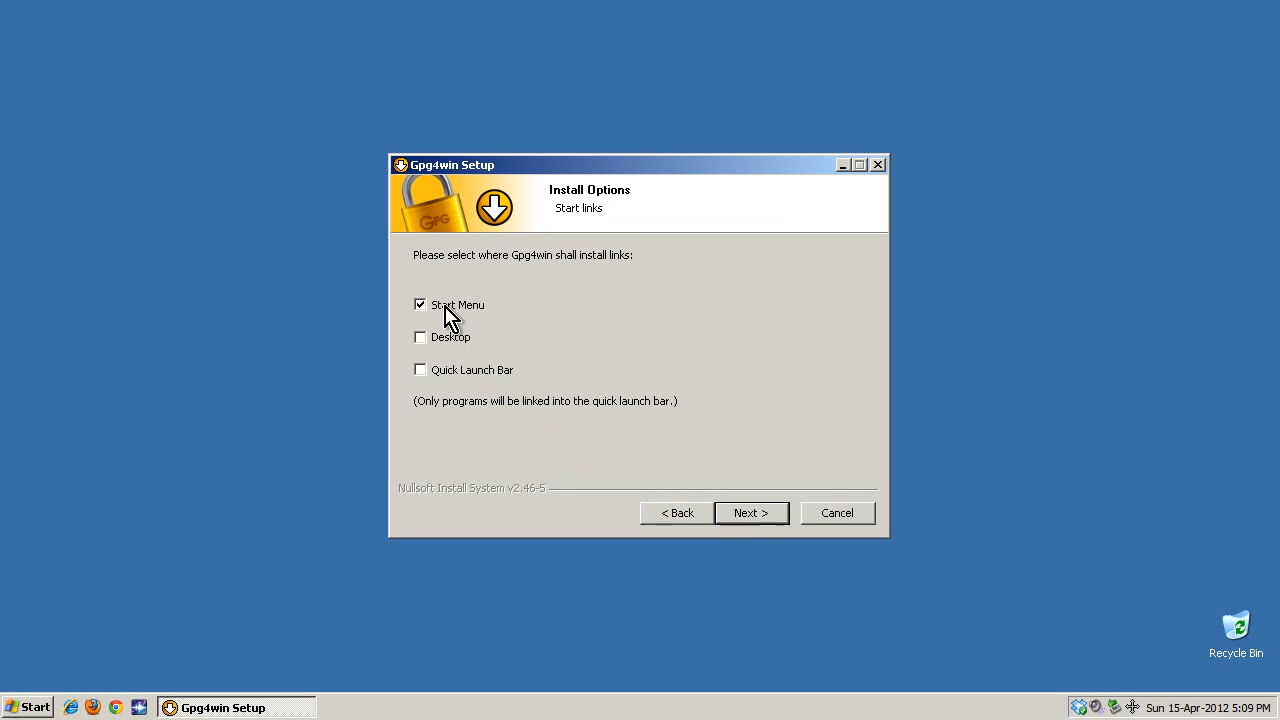 Gpg4win Setup
GPG
Install Options
Start links
Please select where Gpg4win shall install links:
Start Menu
Desktop
Quick Launch Bar
(Only programs will be linked into the quick launch bar.)
Nullsoft Install System v2.46-5
< Back
Next >
Cancel
Recycle Bin
Start
Gpg4win Setup
Sun 15-Apr-2012 5:09 PM